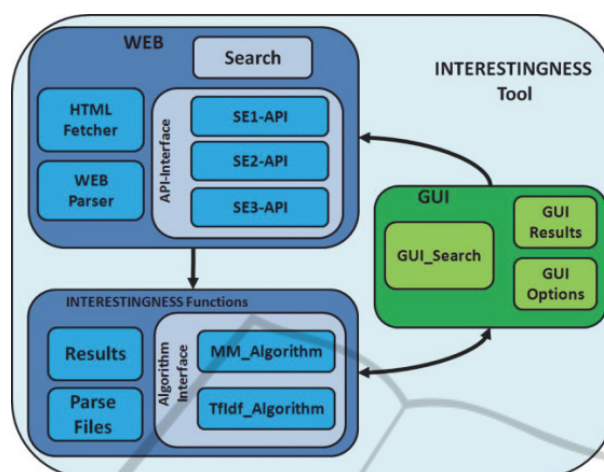 WEB
Search
INTERESTINGNESS
Tool
HTML
Fetcher
WEB
Parser
API-Interface
SE1-API
SE2-API
SE3-API
GUI
GUI_Search
GUI
Results
GUI
Options
INTERESTINGNESS Functions
Results
Parse
Files
Algorithm
Interface
MM_Algorithm
TfIdf_Algorithm